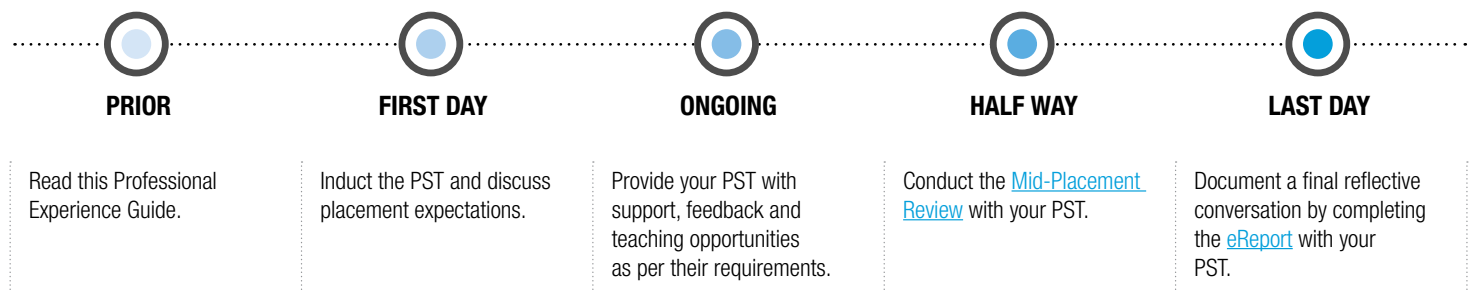 PRIOR
Read this Professional
Experience Guide.
FIRST DAY
Induct the PST and discuss
placement expectations.
ONGOING
Provide your PST with
support, feedback and
teaching opportunities
as per their requirements.
HALF WAY
Conduct the Mid-Placement
Review with your PST.
LAST DAY
Document a final reflective
conversation by completing
the eReport with your
PST.